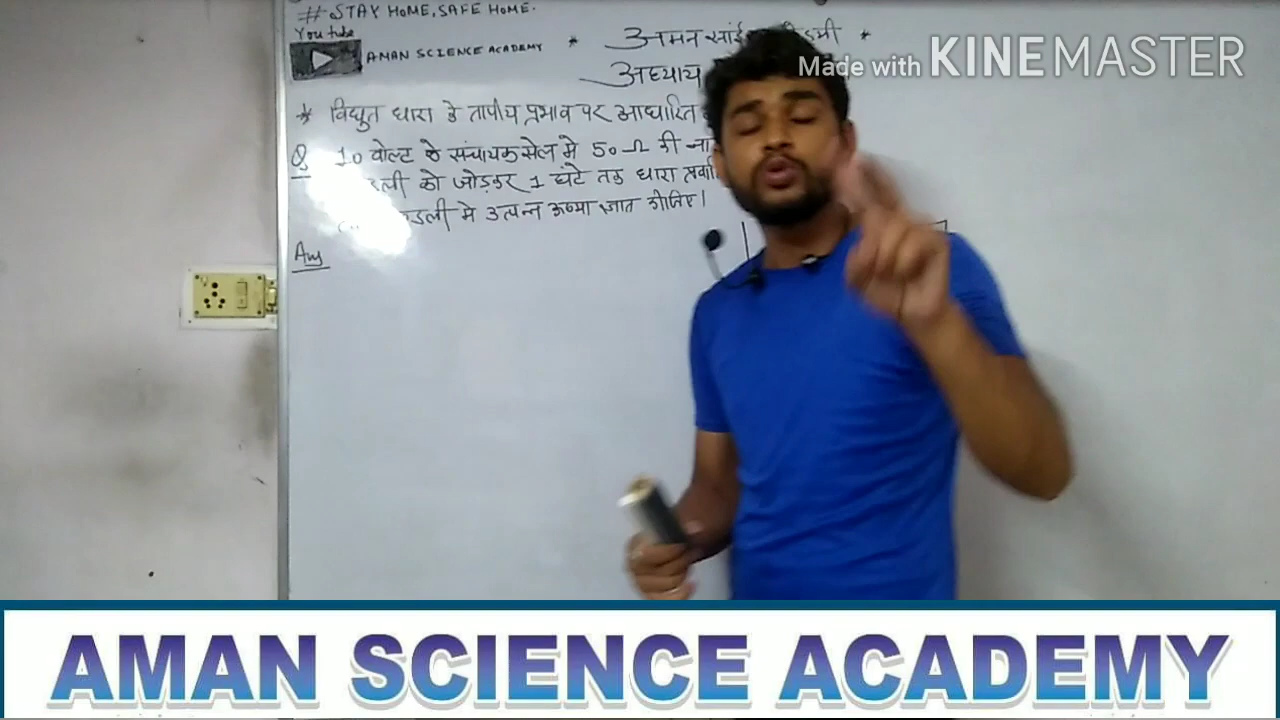 #STAY HOME, SAFE HOME.
You tube
AMAN SCIENCE ACADEMY * अमन साई * 
अध्याय
* विद्युत धारा के तापीय प्रभाव पर आधारित
Q 10 वोल्ट के संचायक सेल मे 50-Ω की
को जोड़कर 1 घंटे तक धारा
मे उत्पन्न ऊष्मा ज्ञात कीजिए।
Ans
Made with KINEMASTER
AMAN SCIENCE ACADEMY